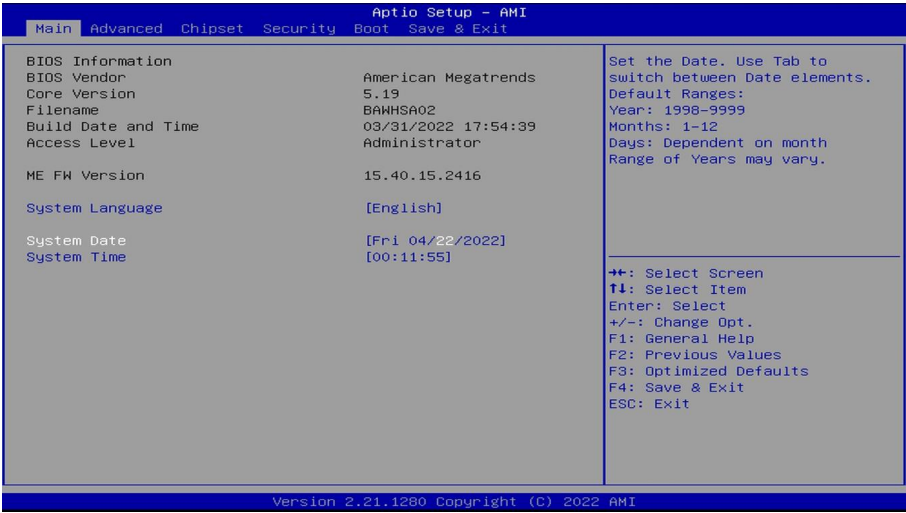 Aptio Setup – AMI
Main Advanced Chipset Security Boot Save & Exit
BIOS Information
BIOS Vendor American Megatrends
Core Version 5.19
Filename BAWHSA02
Build Date and Time 03/31/2022 17:54:39
Access Level Administrator
ME FW Version 15.40.15.2416
System Language [English]
System Date [Fri 04/22/2022]
System Time [00:11:55]
Set the Date. Use Tab to
switch between Date elements.
Default Ranges:
Year: 1998-9999
Months: 1-12
Days: Dependent on month
Range of Years may vary.
→←: Select Screen
↑↓: Select Item
Enter: Select
+/-: Change Opt.
F1: General Help
F2: Previous Values
F3: Optimized Defaults
F4: Save & Exit
ESC: Exit
Version 2.21.1280 Copyright (C) 2022 AMI